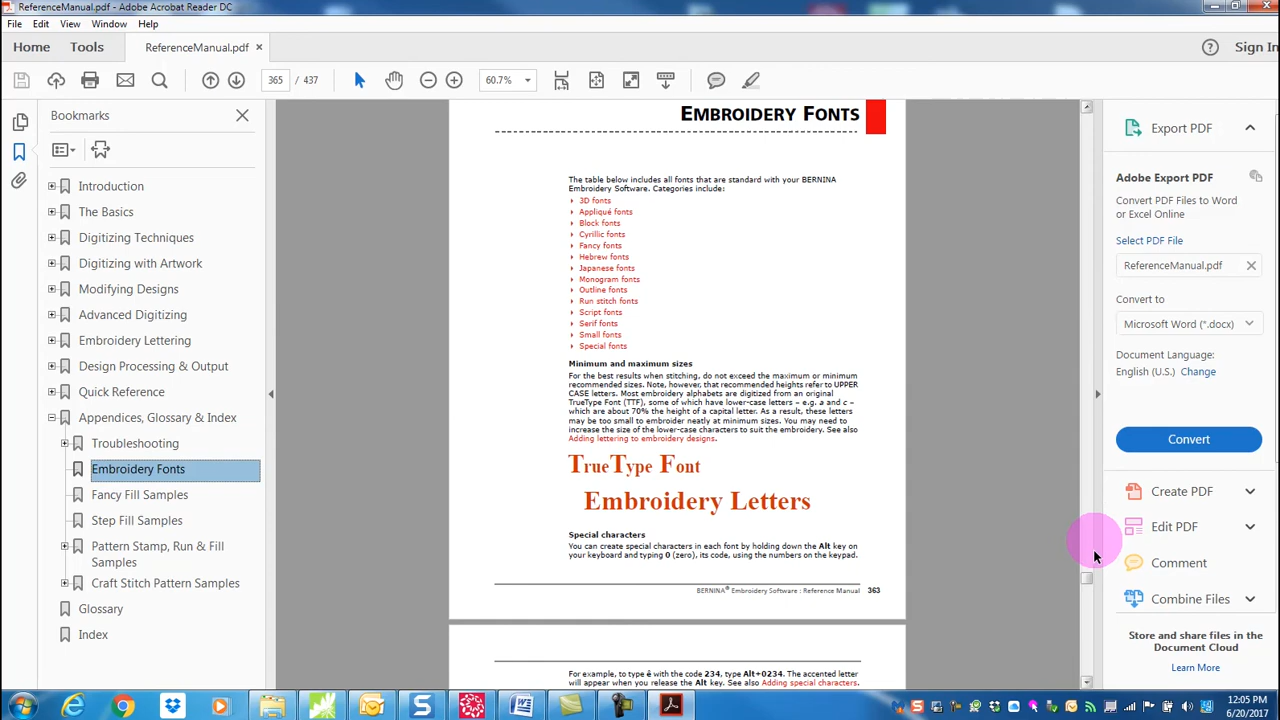 ReferenceManual.pdf - Adobe Acrobat Reader DC
File Edit View Window Help
Home Tools ReferenceManual.pdf × Sign In
365 / 437 60.7%
Bookmarks
Introduction
The Basics
Digitizing Techniques
Digitizing with Artwork
Modifying Designs
Advanced Digitizing
Embroidery Lettering
Design Processing & Output
Quick Reference
Appendices, Glossary & Index
Troubleshooting
Embroidery Fonts
Fancy Fill Samples
Step Fill Samples
Pattern Stamp, Run & Fill
Samples
Craft Stitch Pattern Samples
Glossary
Index
EMBROIDERY FONTS
The table below includes all fonts that are standard with your BERNINA
Embroidery Software. Categories include:
3D fonts
Appliqué fonts
Block fonts
Cyrillic fonts
Fancy fonts
Hebrew fonts
Japanese fonts
Monogram fonts
Outline fonts
Run stitch fonts
Script fonts
Serif fonts
Small fonts
Special fonts
Minimum and maximum sizes
For the best results when stitching, do not exceed the maximum or minimum
recommended sizes. Note, however, that recommended heights refer to UPPER
CASE letters. Most embroidery alphabets are digitized from an original
TrueType Font (TTF), some of which have lower-case letters – e.g. a and c –
which are about 70% the height of a capital letter. As a result, these letters
may be too small to embroider neatly at minimum sizes. You may need to
increase the size of the lower-case characters to suit the embroidery. See also
Adding lettering to embroidery designs.
TrueType Font
Embroidery Letters
Special characters
You can create special characters in each font by holding down the Alt key on
your keyboard and typing 0 (zero), its code, using the numbers on the keypad.
BERNINA® Embroidery Software : Reference Manual 363
For example, to type ê with the code 234, type Alt+0234. The accented letter
will appear when you release the Alt key. See also Adding special characters.
Export PDF
Adobe Export PDF
Convert PDF Files to Word
or Excel Online
Select PDF File
ReferenceManual.pdf
Convert to
Microsoft Word (*.docx)
Document Language:
English (U.S.) Change
Convert
Create PDF
Edit PDF
Comment
Combine Files
Store and share files in the
Document Cloud
Learn More
12:05 PM
6/20/2017